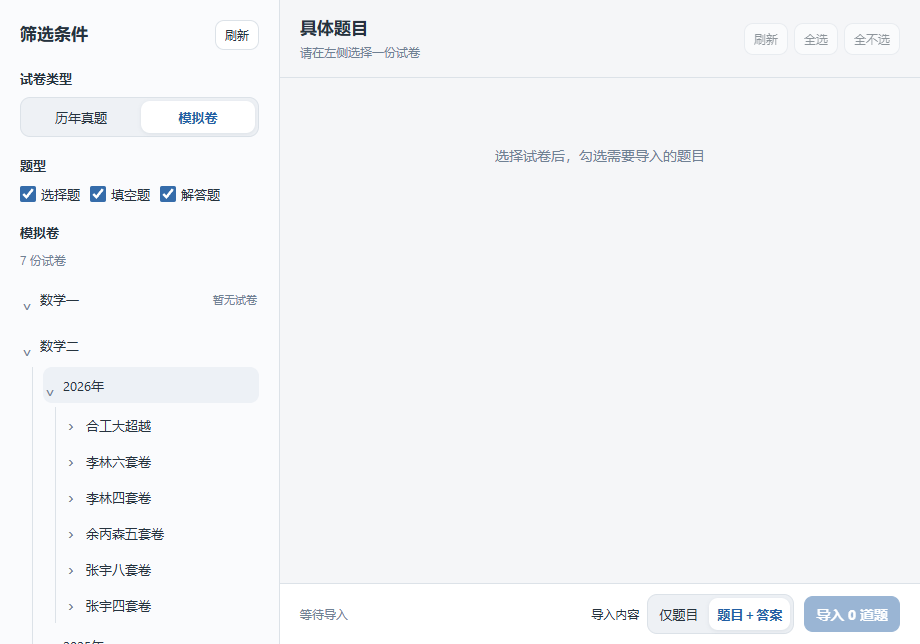 筛选条件
刷新
试卷类型
历年真题
模拟卷
题型
选择题
填空题
解答题
模拟卷
7 份试卷
数学一
暂无试卷
数学二
2026年
合工大超越
李林六套卷
李林四套卷
余丙森五套卷
张宇八套卷
张宇四套卷
具体题目
请在左侧选择一份试卷
刷新
全选
全不选
选择试卷后，勾选需要导入的题目
等待导入
导入内容
仅题目
题目 + 答案
导入 0 道题